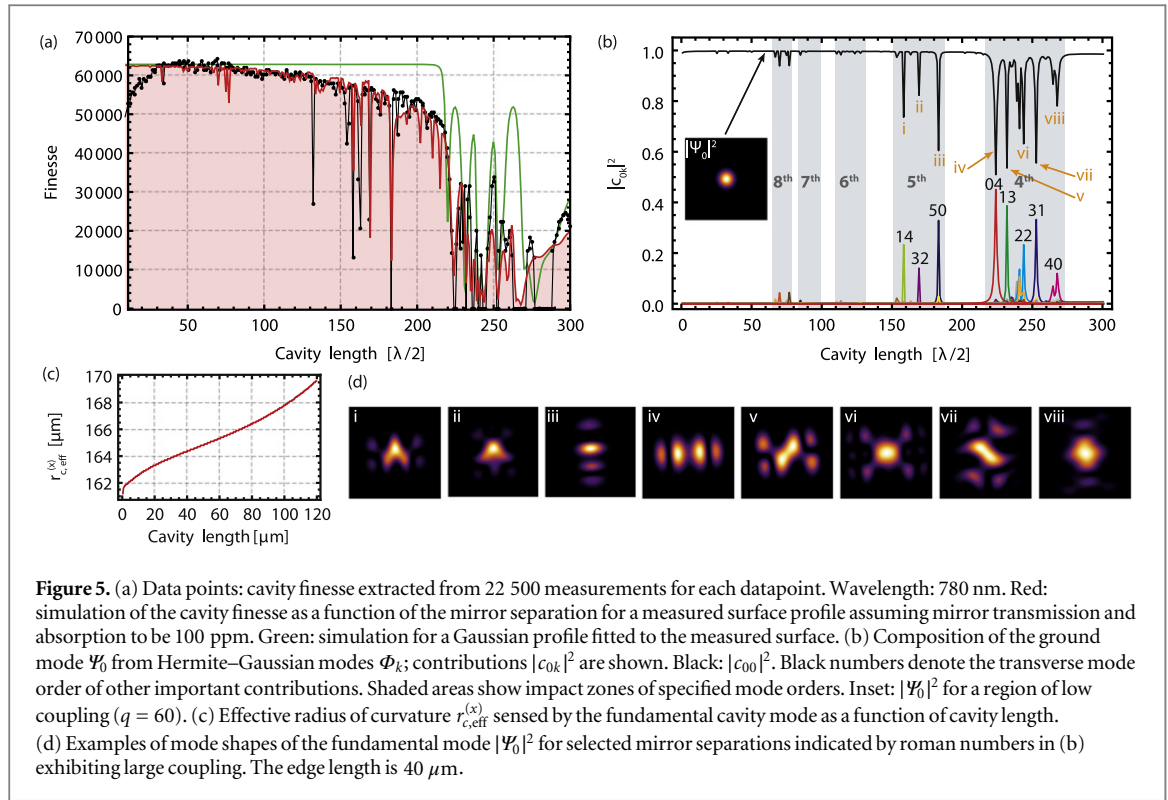 (a)
70 000
60 000
50 000
40 000
30 000
20 000
10 000
0
Finesse
50 100 150 200 250 300
Cavity length [λ/2]
(b)
1.0
0.8
0.6
0.4
0.2
0.0
|c₀ₖ|²
|Ψ₀|²
i
ii
iii
iv
v
vi
vii
viii
8ᵗʰ 7ᵗʰ 6ᵗʰ 5ᵗʰ 4ᵗʰ
14
32
50
04
13
22
31
40
0 50 100 150 200 250 300
Cavity length [λ/2]
(c)
170
168
166
164
162
r_{c,eff}^{(x)} [μm]
0 20 40 60 80 100 120
Cavity length [μm]
(d)
i ii iii iv v vi vii viii
Figure 5. (a) Data points: cavity finesse extracted from 22 500 measurements for each datapoint. Wavelength: 780 nm. Red:
simulation of the cavity finesse as a function of the mirror separation for a measured surface profile assuming mirror transmission and
absorption to be 100 ppm. Green: simulation for a Gaussian profile fitted to the measured surface. (b) Composition of the ground
mode Ψ₀ from Hermite–Gaussian modes Φₖ; contributions |c₀ₖ|² are shown. Black: |c₀₀|². Black numbers denote the transverse mode
order of other important contributions. Shaded areas show impact zones of specified mode orders. Inset: |Ψ₀|² for a region of low
coupling (q = 60). (c) Effective radius of curvature r_{c,eff}^{(x)} sensed by the fundamental cavity mode as a function of cavity length.
(d) Examples of mode shapes of the fundamental mode |Ψ₀|² for selected mirror separations indicated by roman numbers in (b)
exhibiting large coupling. The edge length is 40 μm.